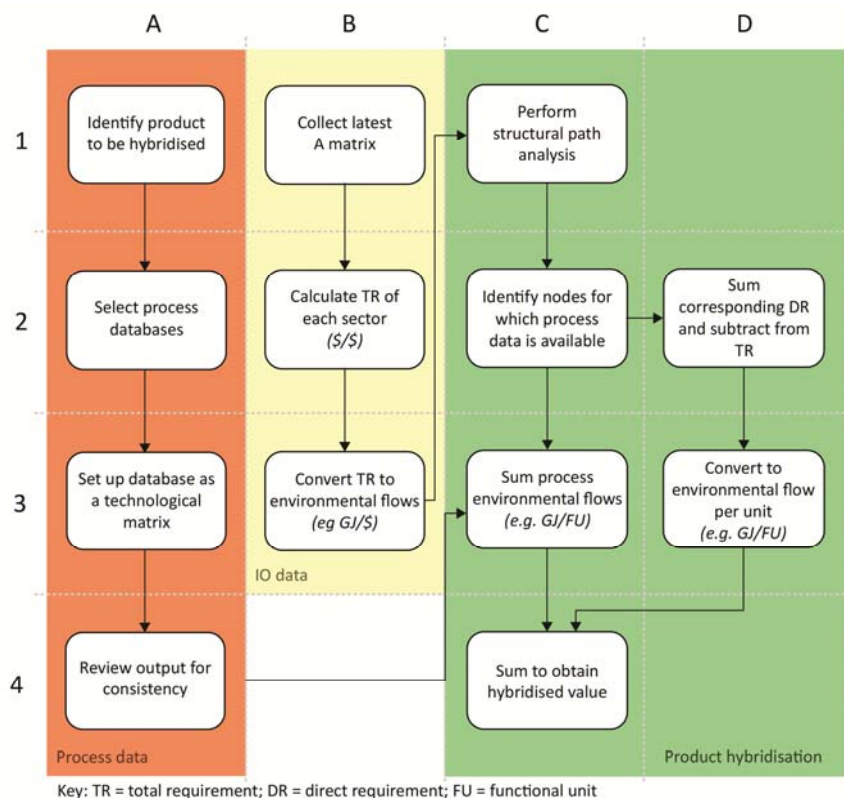 A
B
C
D
1
Identify product
to be hybridised
Collect latest
A matrix
Perform
structural path
analysis
2
Select process
databases
Calculate TR of
each sector
($/$)
Identify nodes for
which process
data is available
Sum
corresponding DR
and subtract from
TR
3
Set up database as
a technological
matrix
Convert TR to
environmental flows
(eg GJ/$)
Sum process
environmental flows
(e.g. GJ/FU)
Convert to
environmental flow
per unit
(e.g. GJ/FU)
IO data
4
Review output for
consistency
Sum to obtain
hybridised value
Process data
Product hybridisation
Key: TR = total requirement; DR = direct requirement; FU = functional unit